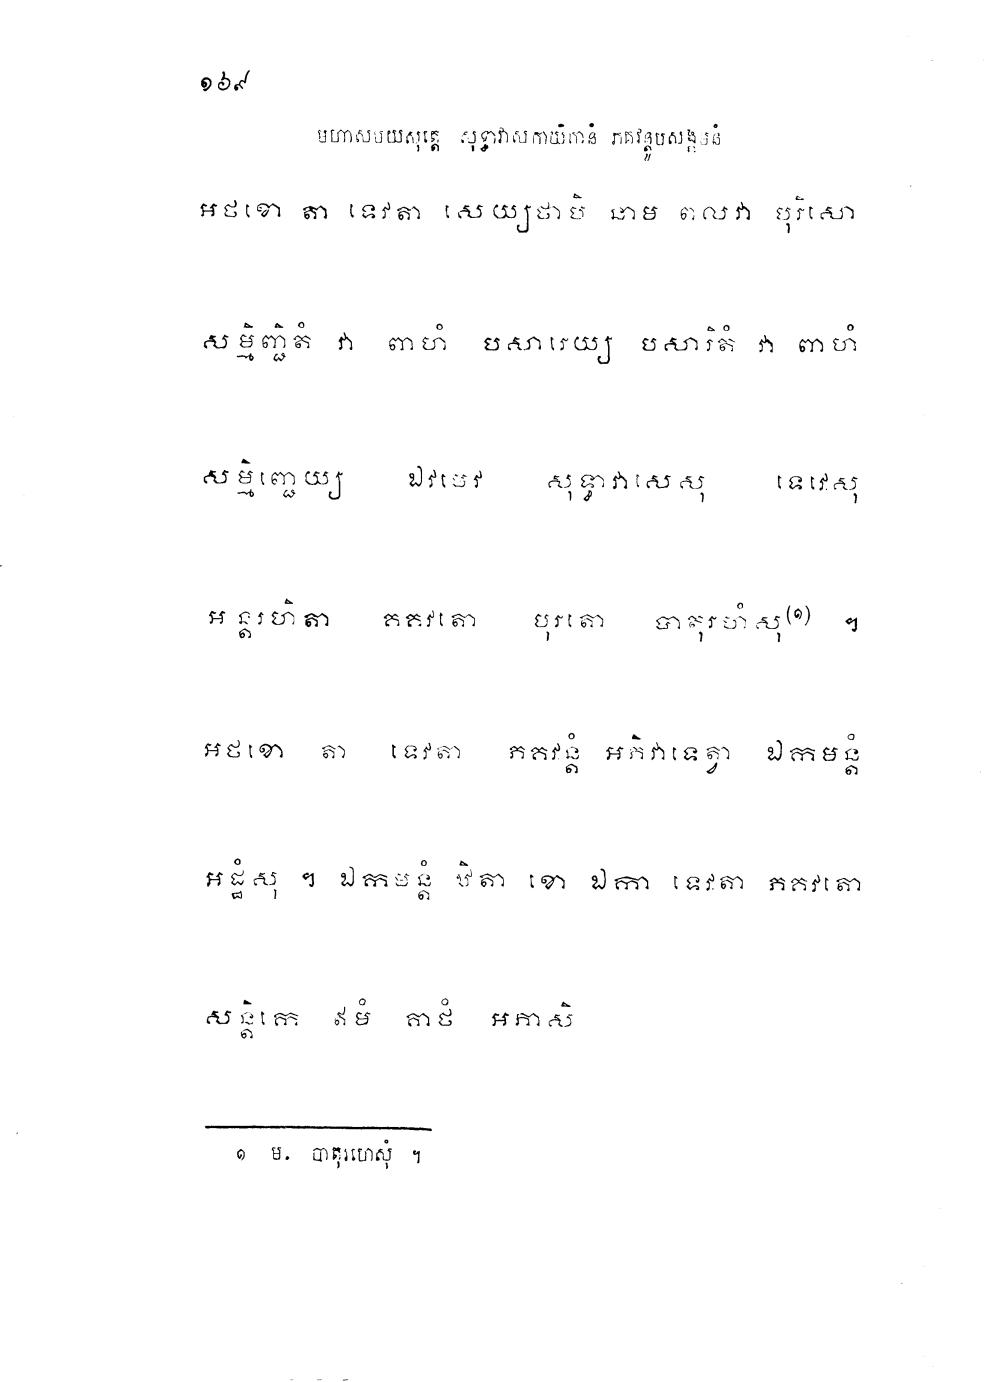 ១៦៩
មហាសមយសុត្តេ សុទ្ធាវាសកាយិកានំ ភគវន្តូបសង្កមនំ
អថខោ តា ទេវតា សេយ្យថាបិ នាម ពលវា បុរិសោ
សម្មិញ្ជិតំ វា ពាហំ បសារេយ្យ បសារិតំ វា ពាហំ
សម្មិញ្ជេយ្យ ឯវមេវ សុទ្ធាវាសេសុ ទេវេសុ
អន្តរហិតា ភគវតោ បុរតោ បាតុរហំសុ(១) ។
អថខោ តា ទេវតា ភគវន្តំ អភិវាទេត្វា ឯកមន្តំ
អដ្ឋំសុ ។ ឯកមន្តំ ឋិតា ខោ ឯកា ទេវតា ភគវតោ
សន្តិកេ ឥមំ គាថំ អភាសិ
១ ម. បាតុរហេសុំ ។